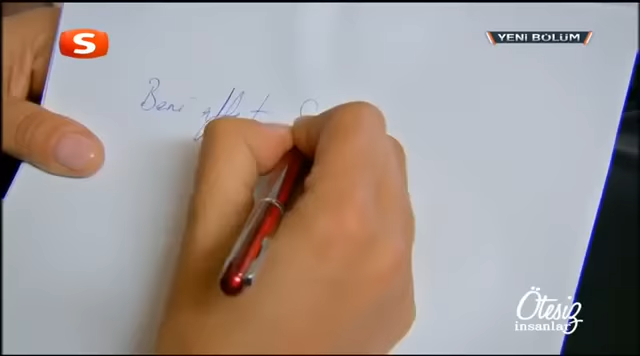 S
YENİ BÖLÜM
Beni affet S
Ötesiz
insanlar